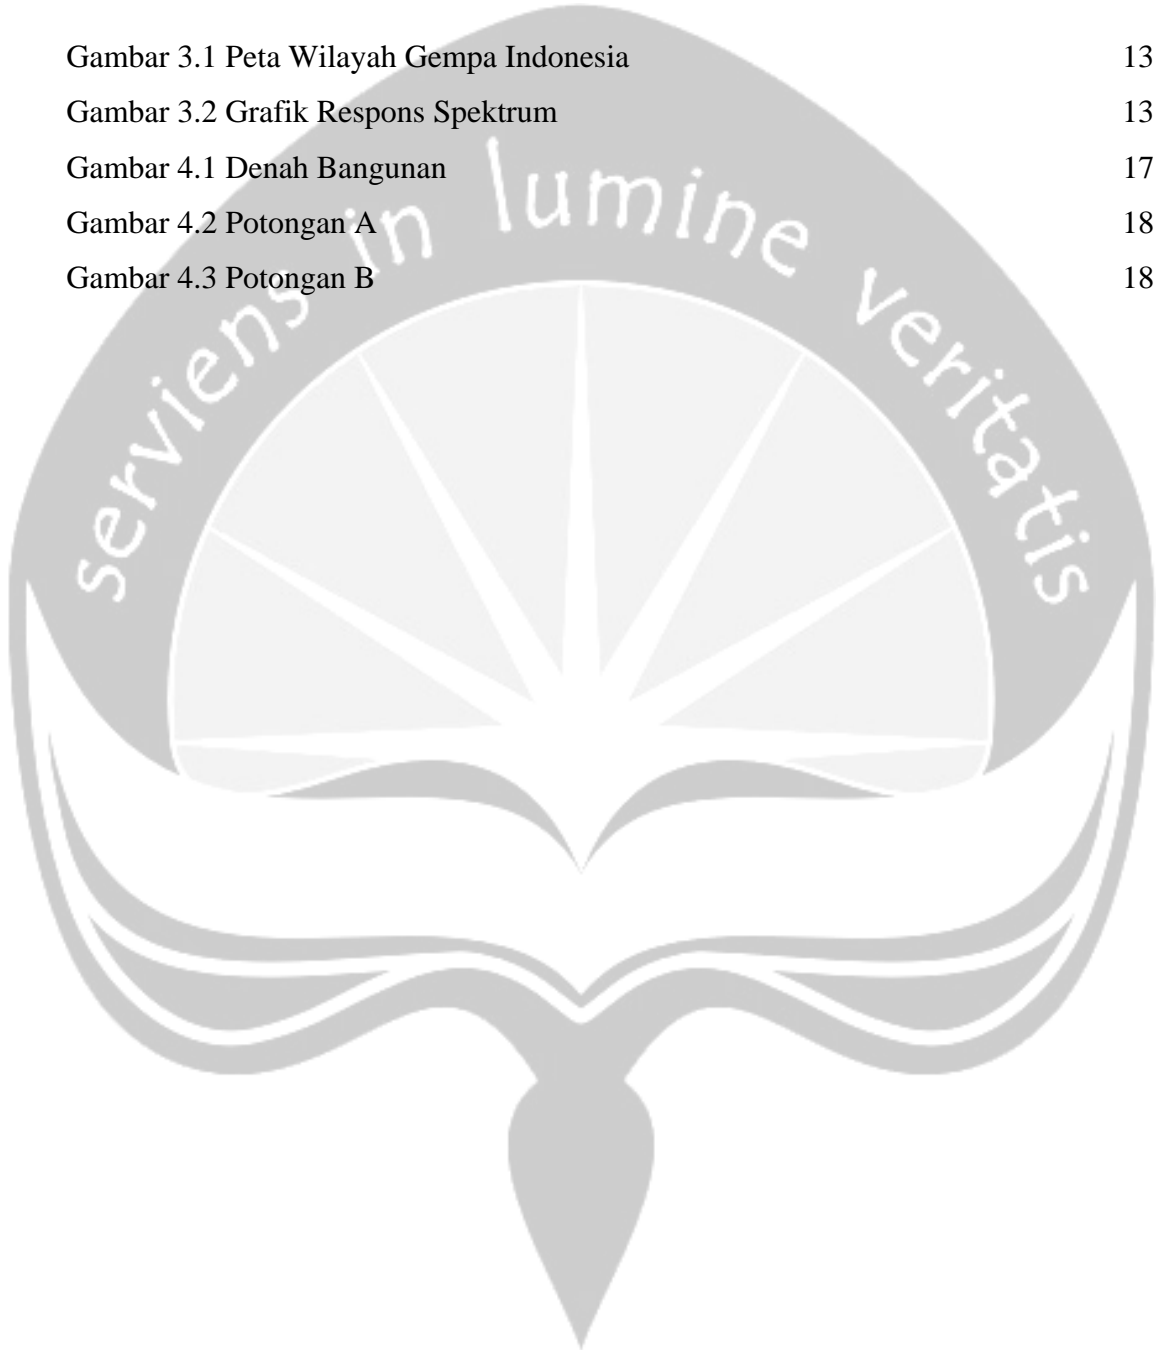 Gambar 3.1 Peta Wilayah Gempa Indonesia 13
Gambar 3.2 Grafik Respons Spektrum 13
Gambar 4.1 Denah Bangunan 17
Gambar 4.2 Potongan A 18
Gambar 4.3 Potongan B 18
serviens in lumine veritatis